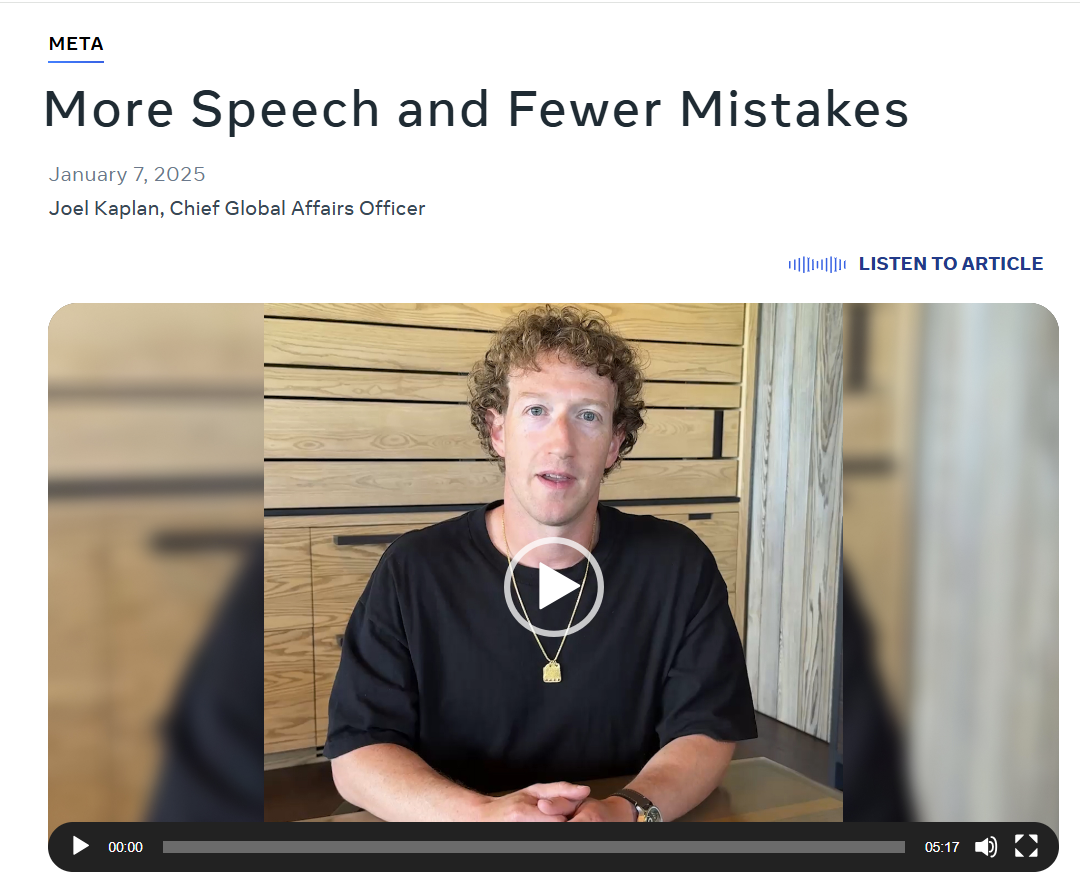 META
More Speech and Fewer Mistakes
January 7, 2025
Joel Kaplan, Chief Global Affairs Officer
LISTEN TO ARTICLE
00:00
05:17